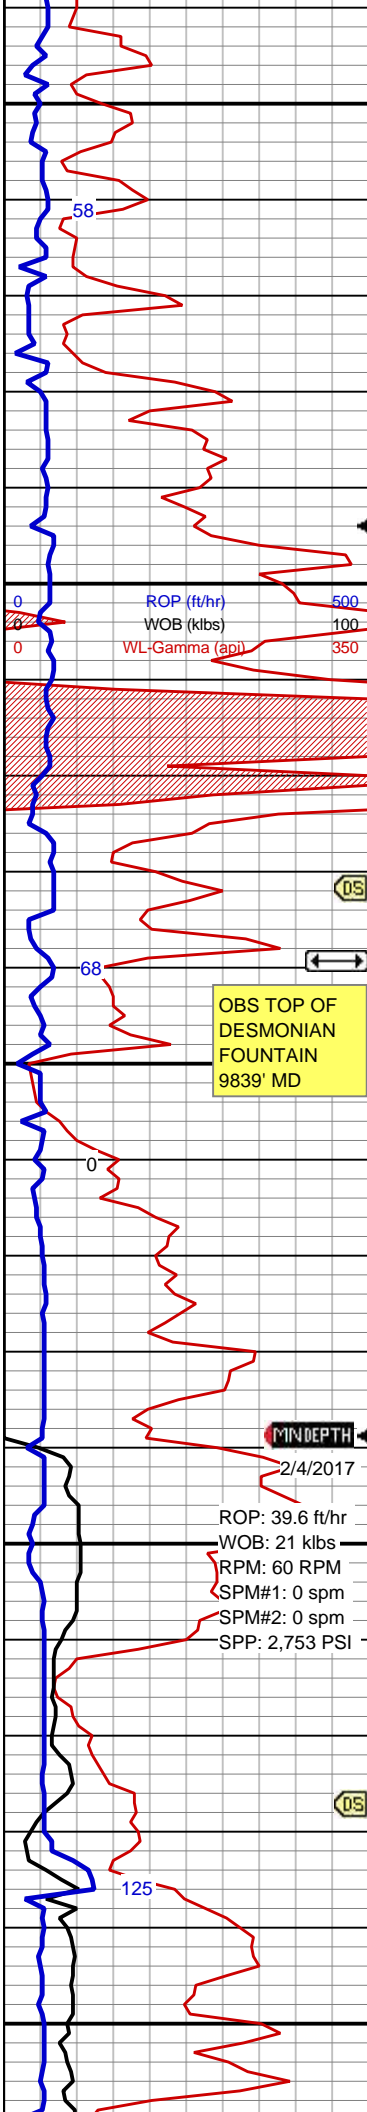 58
0 ROP (ft/hr) 500
0 WOB (klbs) 100
0 WL-Gamma (api) 350
DS
68
OBS TOP OF
DESMONIAN
FOUNTAIN
9839' MD
0
MNDEPTH
2/4/2017
ROP: 39.6 ft/hr
WOB: 21 klbs
RPM: 60 RPM
SPM#1: 0 spm
SPM#2: 0 spm
SPP: 2,753 PSI
DS
125